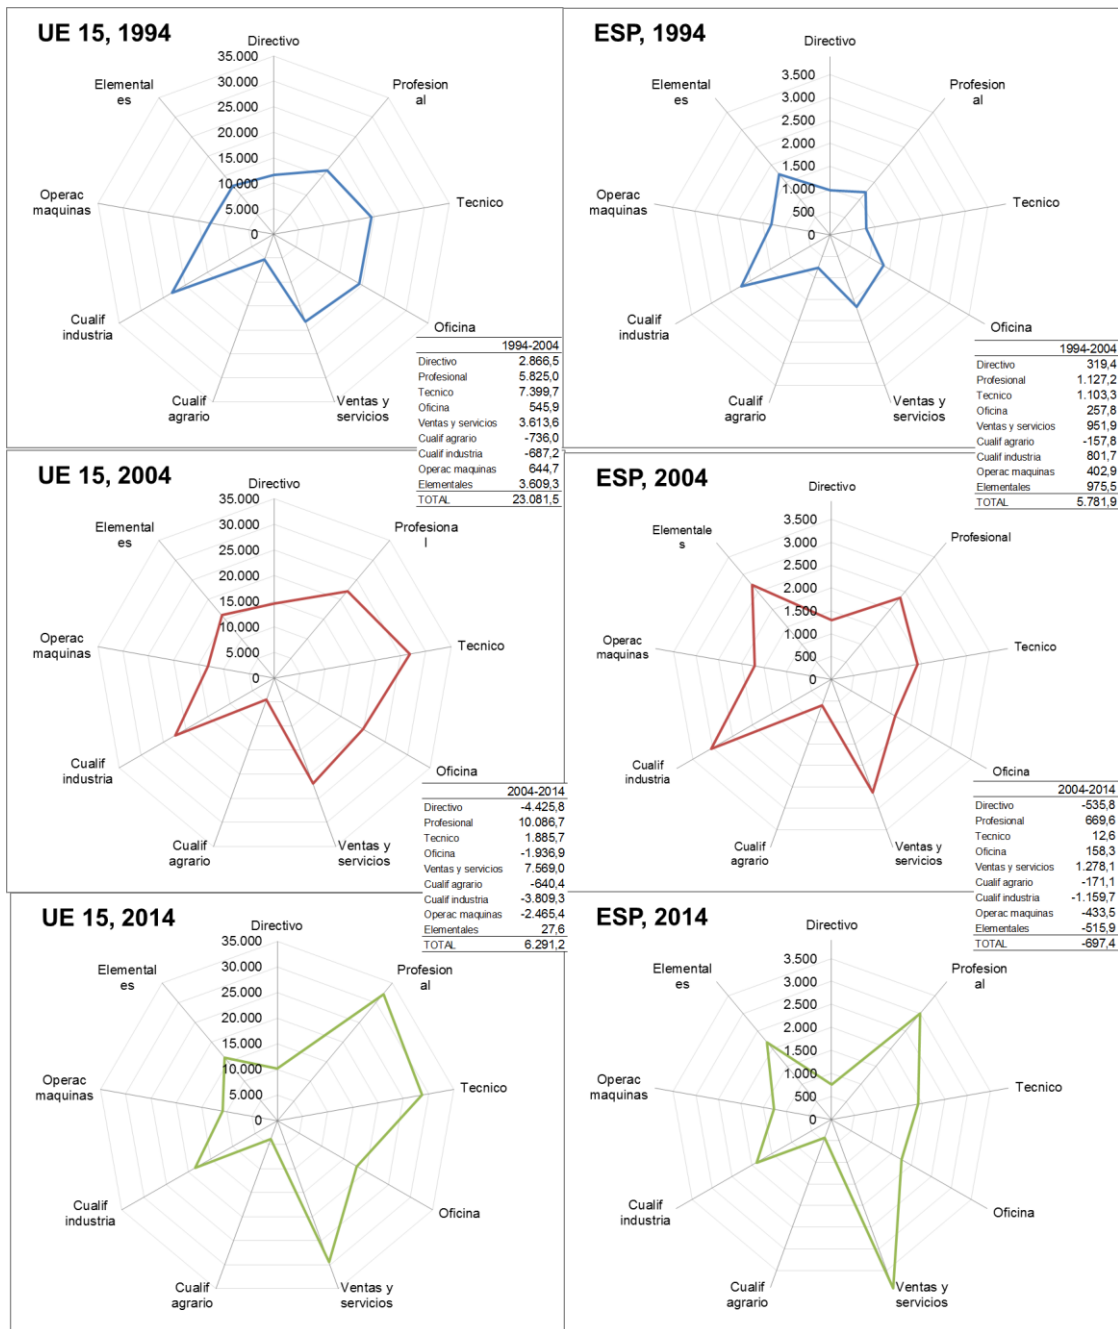 UE 15, 1994
Directivo
35.000
30.000
25.000
20.000
15.000
10.000
5.000
0
Profesion
al
Tecnico
Oficina
Ventas y
servicios
Cualif
agrario
Cualif
industria
Operac
maquinas
Elemental
es
1994-2004
Directivo 2.866,5
Profesional 5.825,0
Tecnico 7.399,7
Oficina 545,9
Ventas y servicios 3.613,6
Cualif agrario -736,0
Cualif industria -687,2
Operac maquinas 644,7
Elementales 3.609,3
TOTAL 23.081,5
ESP, 1994
Directivo
3.500
3.000
2.500
2.000
1.500
1.000
500
0
Profesion
al
Tecnico
Oficina
Ventas y
servicios
Cualif
agrario
Cualif
industria
Operac
maquinas
Elementales
1994-2004
Directivo 319,4
Profesional 1.127,2
Tecnico 1.103,3
Oficina 257,8
Ventas y servicios 951,9
Cualif agrario -157,8
Cualif industria 801,7
Operac maquinas 402,9
Elementales 975,5
TOTAL 5.781,9
UE 15, 2004
Directivo
35.000
30.000
25.000
20.000
15.000
10.000
5.000
0
Profesiona
l
Tecnico
Oficina
Ventas y
servicios
Cualif
agrario
Cualif
industria
Operac
maquinas
Elemental
es
2004-2014
Directivo -4.425,8
Profesional 10.086,7
Tecnico 1.885,7
Oficina -1.936,9
Ventas y servicios 7.569,0
Cualif agrario -640,4
Cualif industria -3.809,3
Operac maquinas -2.465,4
Elementales 27,6
TOTAL 6.291,2
ESP, 2004
Directivo
3.500
3.000
2.500
2.000
1.500
1.000
500
0
Profesional
Tecnico
Oficina
Ventas y
servicios
Cualif
agrario
Cualif
industria
Operac
maquinas
Elementale
s
2004-2014
Directivo -535,8
Profesional 669,6
Tecnico 12,6
Oficina 158,3
Ventas y servicios 1.278,1
Cualif agrario -171,1
Cualif industria -1.159,7
Operac maquinas -433,5
Elementales -515,9
TOTAL -697,4
UE 15, 2014
Directivo
35.000
30.000
25.000
20.000
15.000
10.000
5.000
0
Profesion
al
Tecnico
Oficina
Ventas y
servicios
Cualif
agrario
Cualif
industria
Operac
maquinas
Elemental
es
ESP, 2014
Directivo
3.500
3.000
2.500
2.000
1.500
1.000
500
0
Profesion
al
Tecnico
Oficina
Ventas y
servicios
Cualif
agrario
Cualif
industria
Operac
maquinas
Elementales